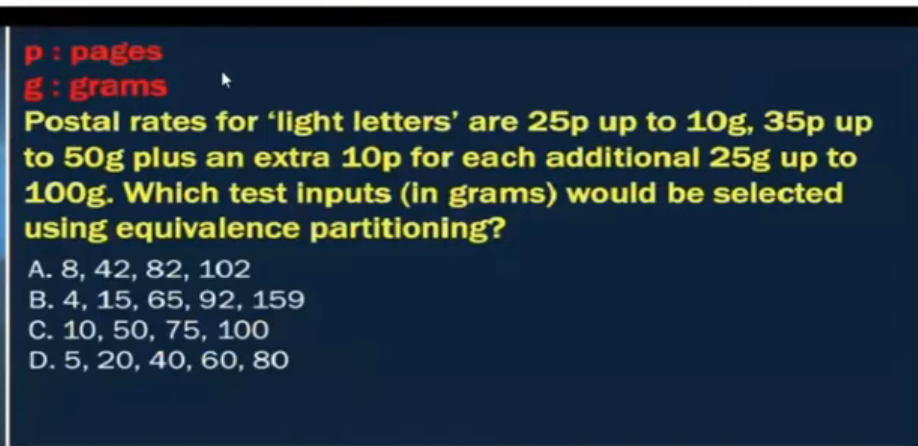 p : pages
g : grams
Postal rates for ‘light letters’ are 25p up to 10g, 35p up
to 50g plus an extra 10p for each additional 25g up to
100g. Which test inputs (in grams) would be selected
using equivalence partitioning?
A. 8, 42, 82, 102
B. 4, 15, 65, 92, 159
C. 10, 50, 75, 100
D. 5, 20, 40, 60, 80